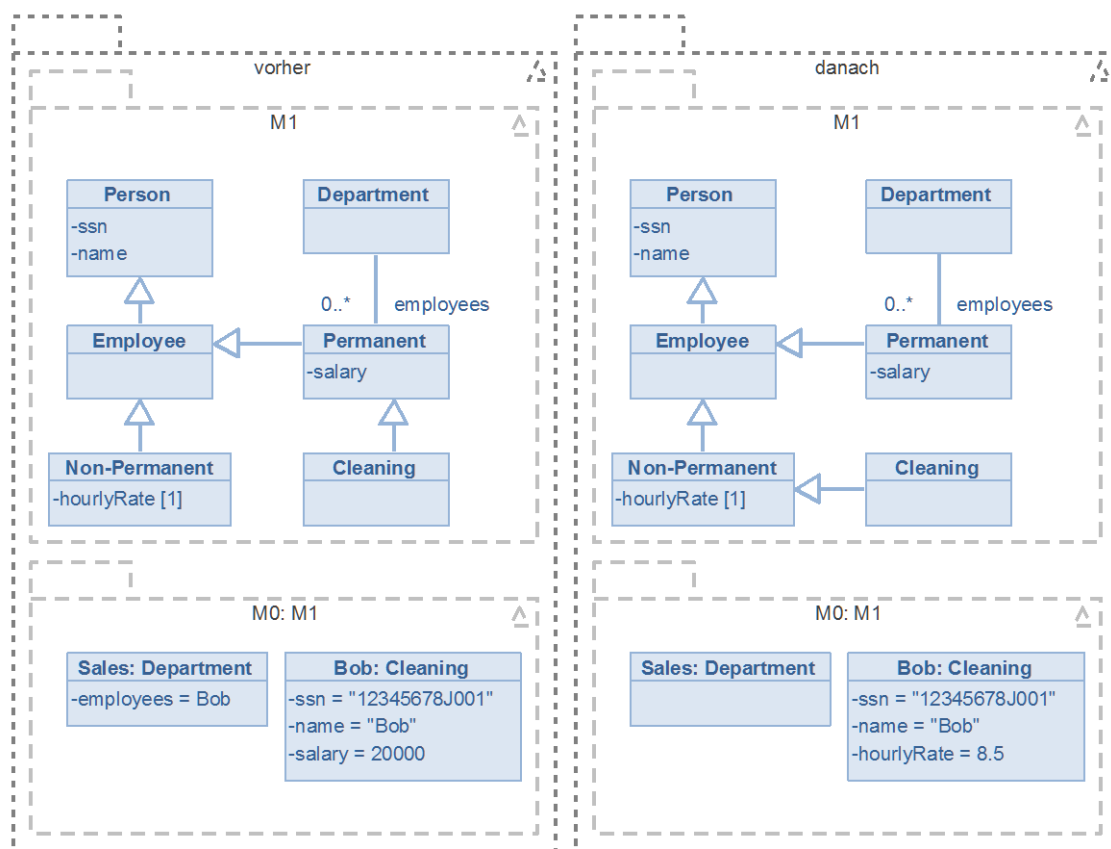 vorher
M1
Person
-ssn
-name
Department
0..* employees
Employee
Permanent
-salary
Non-Permanent
-hourlyRate [1]
Cleaning
M0: M1
Sales: Department
-employees = Bob
Bob: Cleaning
-ssn = "12345678J001"
-name = "Bob"
-salary = 20000
danach
M1
Person
-ssn
-name
Department
0..* employees
Employee
Permanent
-salary
Non-Permanent
-hourlyRate [1]
Cleaning
M0: M1
Sales: Department
Bob: Cleaning
-ssn = "12345678J001"
-name = "Bob"
-hourlyRate = 8.5